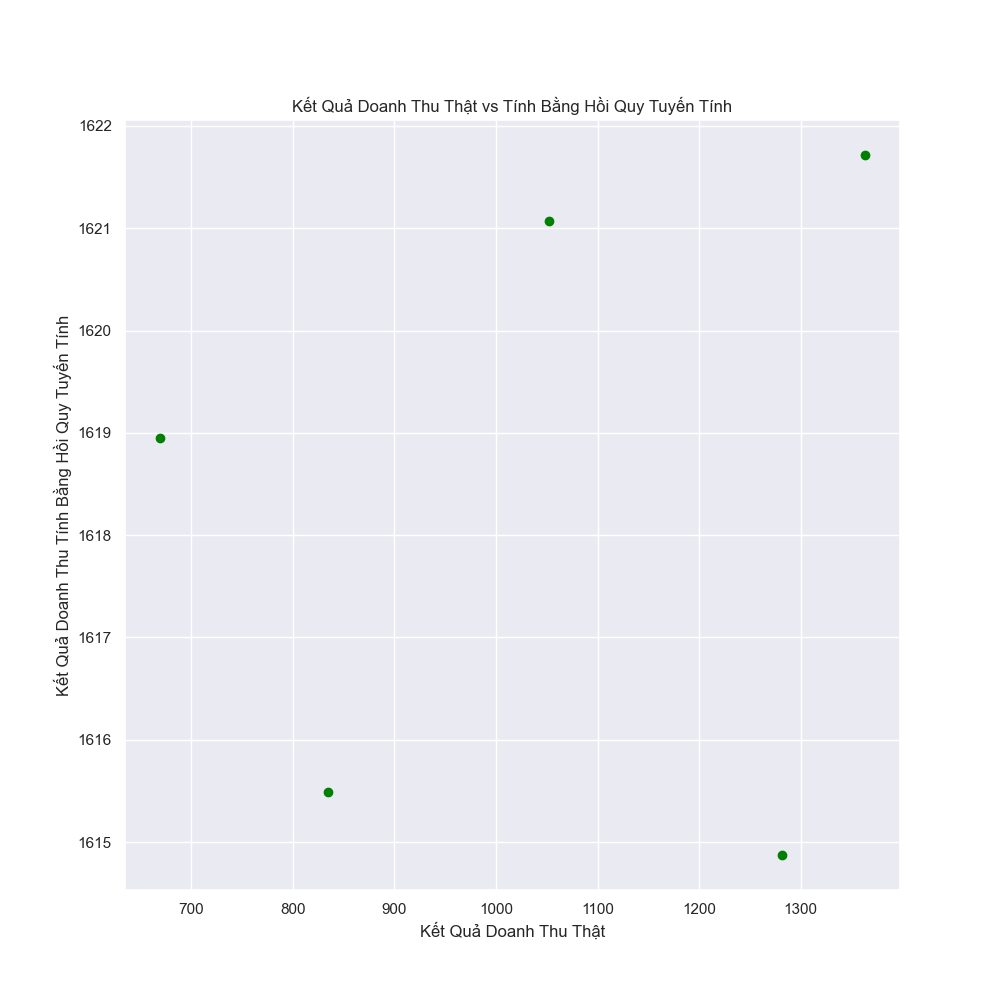 Kết Quả Doanh Thu Thật vs Tính Bằng Hồi Quy Tuyến Tính
Kết Quả Doanh Thu Tính Bằng Hồi Quy Tuyến Tính
1622
1621
1620
1619
1618
1617
1616
1615
700 800 900 1000 1100 1200 1300
Kết Quả Doanh Thu Thật